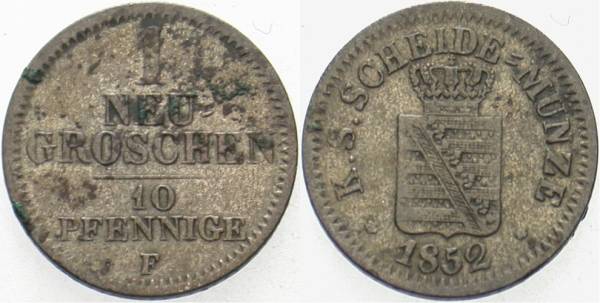 1
NEU-
GROSCHEN
10
PFENNIGE
F
K.S.SCHEIDE-MÜNZE
1852